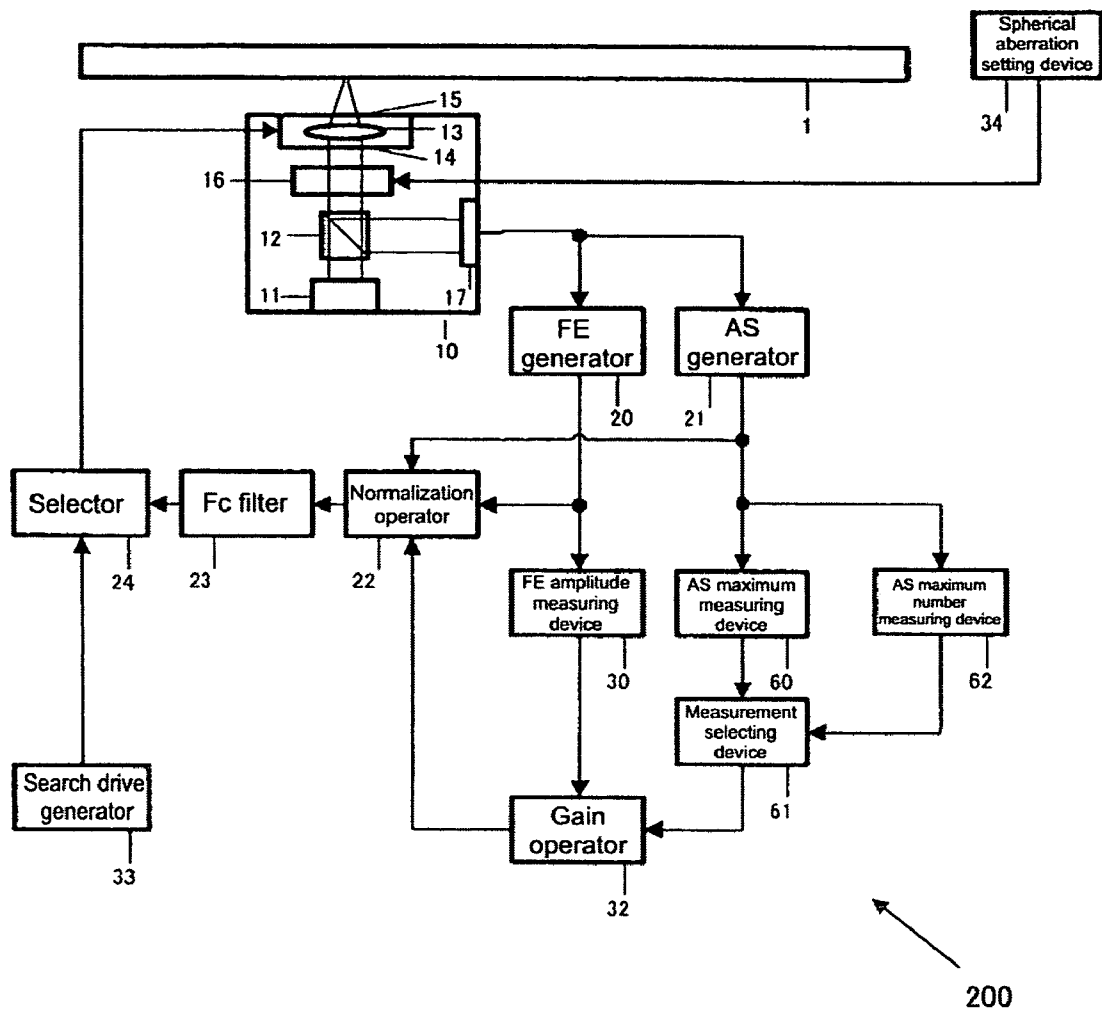 Spherical
aberration
setting device
34
1
15
13
14
16
12
11
17
10
FE
generator
20
AS
generator
21
Selector
24
Fc filter
23
Normalization
operator
22
FE amplitude
measuring
device
30
AS maximum
measuring
device
60
AS maximum
number
measuring device
62
Measurement
selecting
device
61
Search drive
generator
33
Gain
operator
32
200